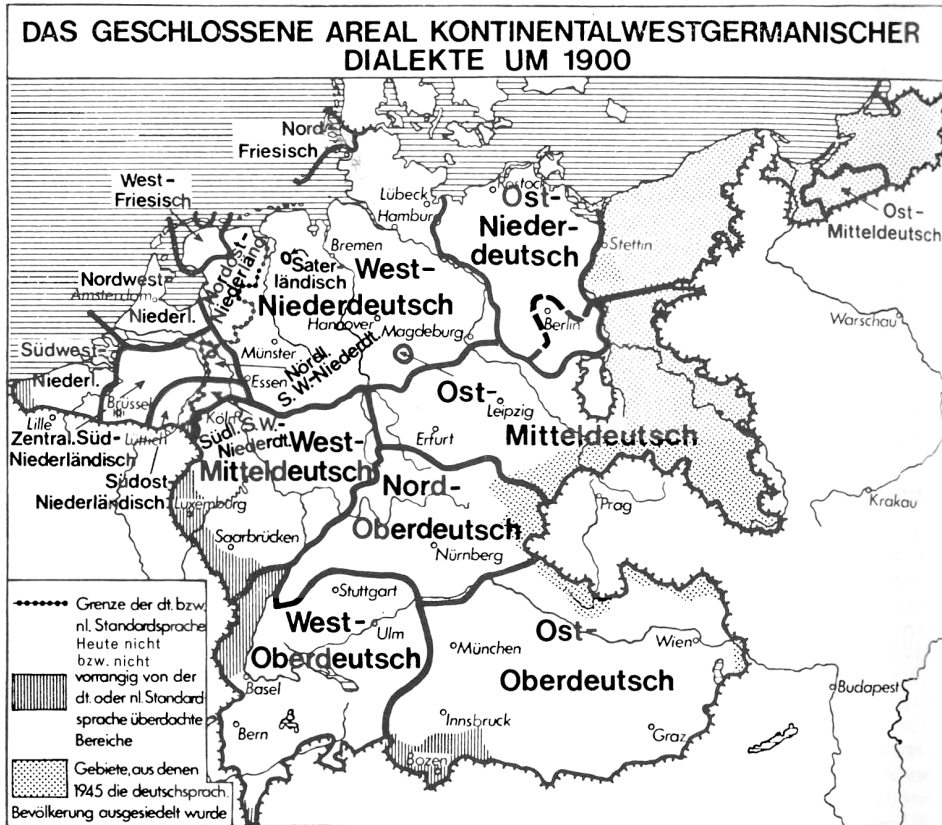 DAS GESCHLOSSENE AREAL KONTINENTALWESTGERMANISCHER
DIALEKTE UM 1900
Nord
Friesisch
West-
Friesisch
Lübeck
Hambur
Rostock
Ost-
Nieder-
deutsch
Stettin
Ost-
Mitteldeutsch
Nordost-
Niederländ
Bremen
Sater-
ländisch
West-
Niederdeutsch
Nordwest-
Amsterdam
Niederl.
Hannover
Magdeburg
Berlin
Warschau
Südwest-
Niederl.
Münster
Nördl.
S.W.-Niederdt.
Essen
Brüssel
Lille
Zentral.Süd-
Niederländisch
Lüttich
Köln
Südl. S.W.-
Niederdt.
West-
Mitteldeutsch
Ost-
Leipzig
Erfurt
Mitteldeutsch
Südost-
Niederländisch
Luxemburg
Nord-
Oberdeutsch
Prag
Krakau
Saarbrücken
Nürnberg
Stuttgart
West-
Ulm
Oberdeutsch
Ost-
München
Wien
Oberdeutsch
Basel
Bern
Innsbruck
Bozen
Graz
Budapest
Grenze der dt. bzw.
nl. Standardsprache
Heute nicht
bzw. nicht
vorrangig von der
dt. oder nl. Standard
sprache überdachte
Bereiche
Gebiete, aus denen
1945 die deutschsprach.
Bevölkerung ausgesiedelt wurde